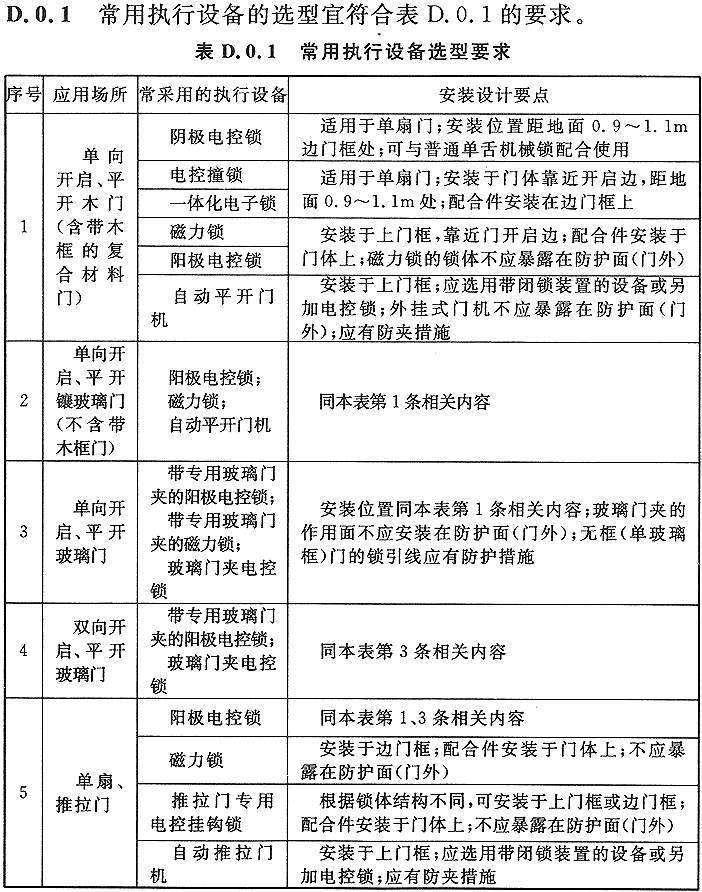 D.0.1 常用执行设备的选型宜符合表 D.0.1 的要求。
表 D.0.1 常用执行设备选型要求
序号 应用场所 常采用的执行设备 安装设计要点
1
单向
开启、平
开木门
(含带木
框的复
合材料
门)
阴极电控锁
适用于单扇门;安装位置距地面 0.9～1.1m
边门框处;可与普通单舌机械锁配合使用
电控撞锁
一体化电子锁
适用于单扇门;安装于门体靠近开启边,距地
面 0.9～1.1m 处;配合件安装在边门框上
磁力锁
阳极电控锁
安装于上门框,靠近门开启边;配合件安装于
门体上;磁力锁的锁体不应暴露在防护面(门外)
自动平开门
机
安装于上门框;应选用带闭锁装置的设备或另
加电控锁;外挂式门机不应暴露在防护面(门
外);应有防夹措施
2
单向开
启、平开
镶玻璃门
(不含带
木框门)
阳极电控锁;
磁力锁;
自动平开门机
同本表第 1 条相关内容
3
单向开
启、平开
玻璃门
带专用玻璃门
夹的阳极电控锁;
带专用玻璃门
夹的磁力锁;
玻璃门夹电控
锁
安装位置同本表第 1 条相关内容;玻璃门夹的
作用面不应安装在防护面(门外);无框(单玻璃
框)门的锁引线应有防护措施
4
双向开
启、平开
玻璃门
带专用玻璃门
夹的阳极电控锁;
玻璃门夹电控
锁
同本表第 3 条相关内容
5
单扇、
推拉门
阳极电控锁
同本表第 1、3 条相关内容
磁力锁
安装于边门框;配合件安装于门体上;不应暴
露在防护面(门外)
推拉门专用
电控挂钩锁
根据锁体结构不同,可安装于上门框或边门框;
配合件安装于门体上;不应暴露在防护面(门外)
自动推拉门
机
安装于上门框;应选用带闭锁装置的设备或另
加电控锁;应有防夹措施